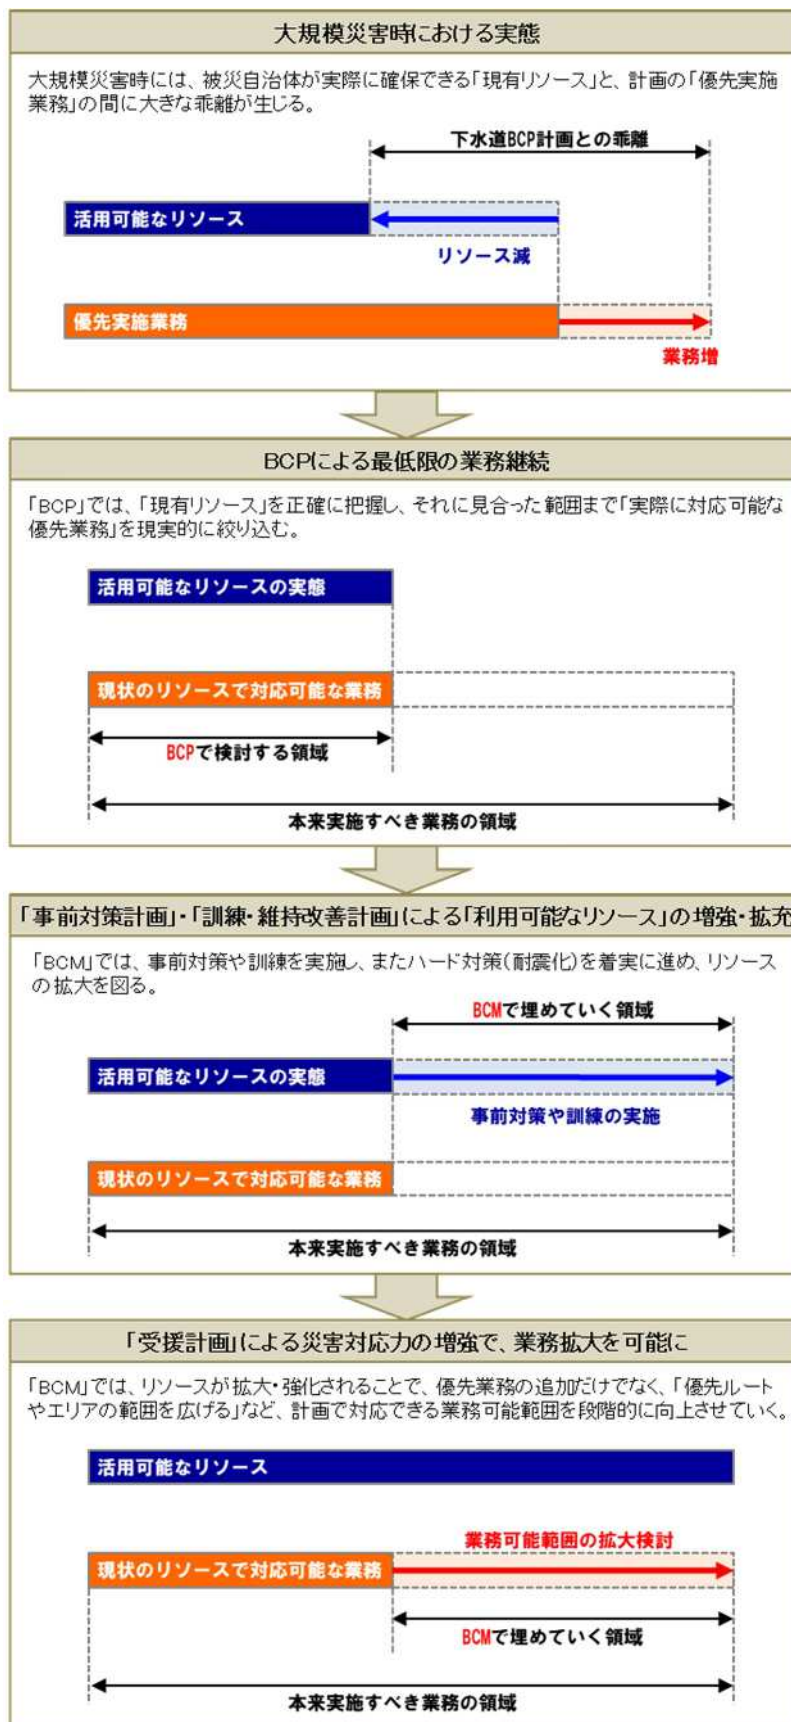 大規模災害時における実態
大規模災害時には、被災自治体が実際に確保できる「現有リソース」と、計画の「優先実施
業務」の間に大きな乖離が生じる。
下水道BCP計画との乖離
活用可能なリソース
リソース減
優先実施業務
業務増
BCPによる最低限の業務継続
「BCP」では、「現有リソース」を正確に把握し、それに見合った範囲まで「実際に対応可能な
優先業務」を現実的に絞り込む。
活用可能なリソースの実態
現状のリソースで対応可能な業務
BCPで検討する領域
本来実施すべき業務の領域
「事前対策計画」・「訓練・維持改善計画」による「利用可能なリソース」の増強・拡充
「BCM」では、事前対策や訓練を実施し、またハード対策(耐震化)を着実に進め、リソース
の拡大を図る。
BCMで埋めていく領域
活用可能なリソースの実態
事前対策や訓練の実施
現状のリソースで対応可能な業務
本来実施すべき業務の領域
「受援計画」による災害対応力の増強で、業務拡大を可能に
「BCM」では、リソースが拡大・強化されることで、優先業務の追加だけでなく、「優先ルート
やエリアの範囲を広げる」など、計画で対応できる業務可能範囲を段階的に向上させていく。
活用可能なリソース
業務可能範囲の拡大検討
現状のリソースで対応可能な業務
BCMで埋めていく領域
本来実施すべき業務の領域